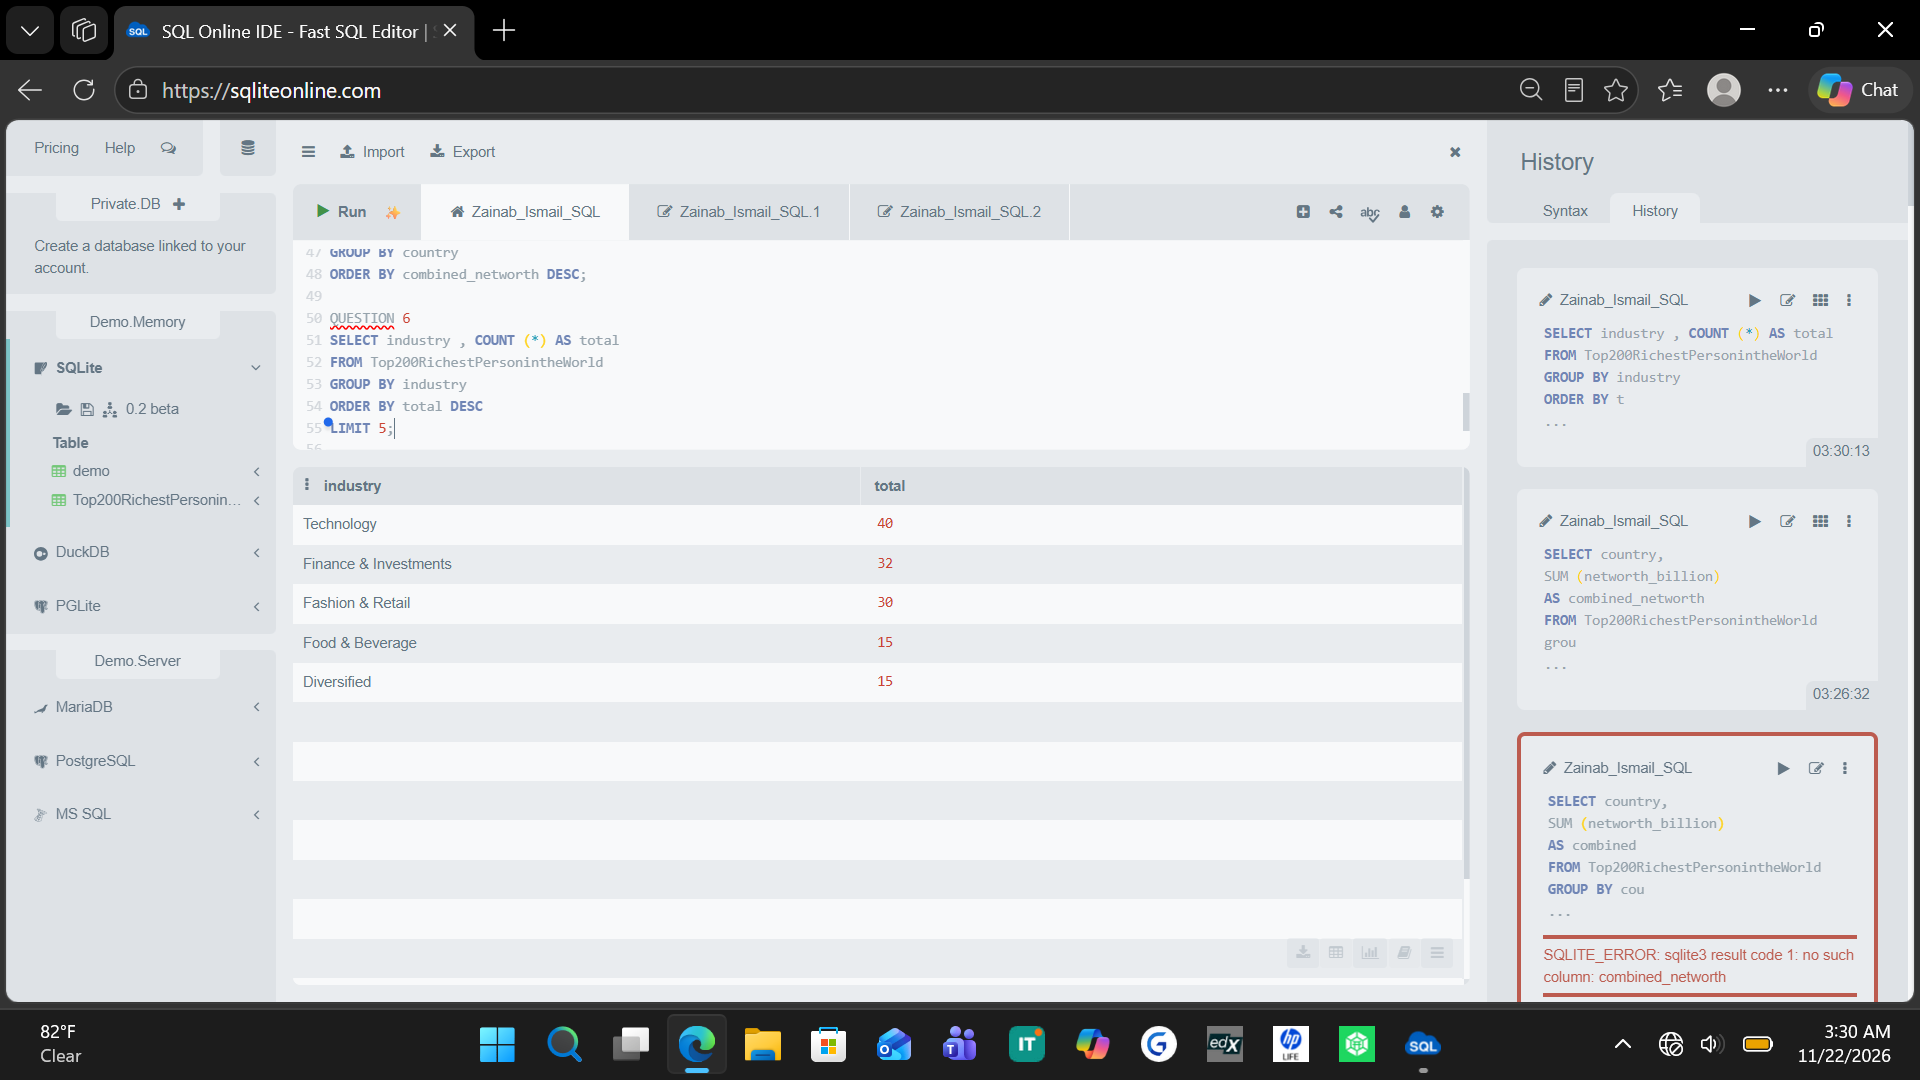 SQL Online IDE - Fast SQL Editor |
https://sqliteonline.com
Chat
Pricing
Help
Import
Export
Private.DB
Create a database linked to your
account.
Demo.Memory
SQLite
0.2 beta
Table
demo
Top200RichestPersonin...
DuckDB
PGLite
Demo.Server
MariaDB
PostgreSQL
MS SQL
Run
Zainab_Ismail_SQL
Zainab_Ismail_SQL.1
Zainab_Ismail_SQL.2
abc
47 GROUP BY country
48 ORDER BY combined_networth DESC;
49
50 QUESTION 6
51 SELECT industry , COUNT (*) AS total
52 FROM Top200RichestPersonintheWorld
53 GROUP BY industry
54 ORDER BY total DESC
55 LIMIT 5;
56
industry total
Technology 40
Finance & Investments 32
Fashion & Retail 30
Food & Beverage 15
Diversified 15
History
Syntax
History
Zainab_Ismail_SQL
SELECT industry , COUNT (*) AS total
FROM Top200RichestPersonintheWorld
GROUP BY industry
ORDER BY t
...
03:30:13
Zainab_Ismail_SQL
SELECT country,
SUM (networth_billion)
AS combined_networth
FROM Top200RichestPersonintheWorld
grou
...
03:26:32
Zainab_Ismail_SQL
SELECT country,
SUM (networth_billion)
AS combined
FROM Top200RichestPersonintheWorld
GROUP BY cou
...
SQLITE_ERROR: sqlite3 result code 1: no such
column: combined_networth
82°F
Clear
IT
edX
hp
LIFE
SQL
3:30 AM
11/22/2026